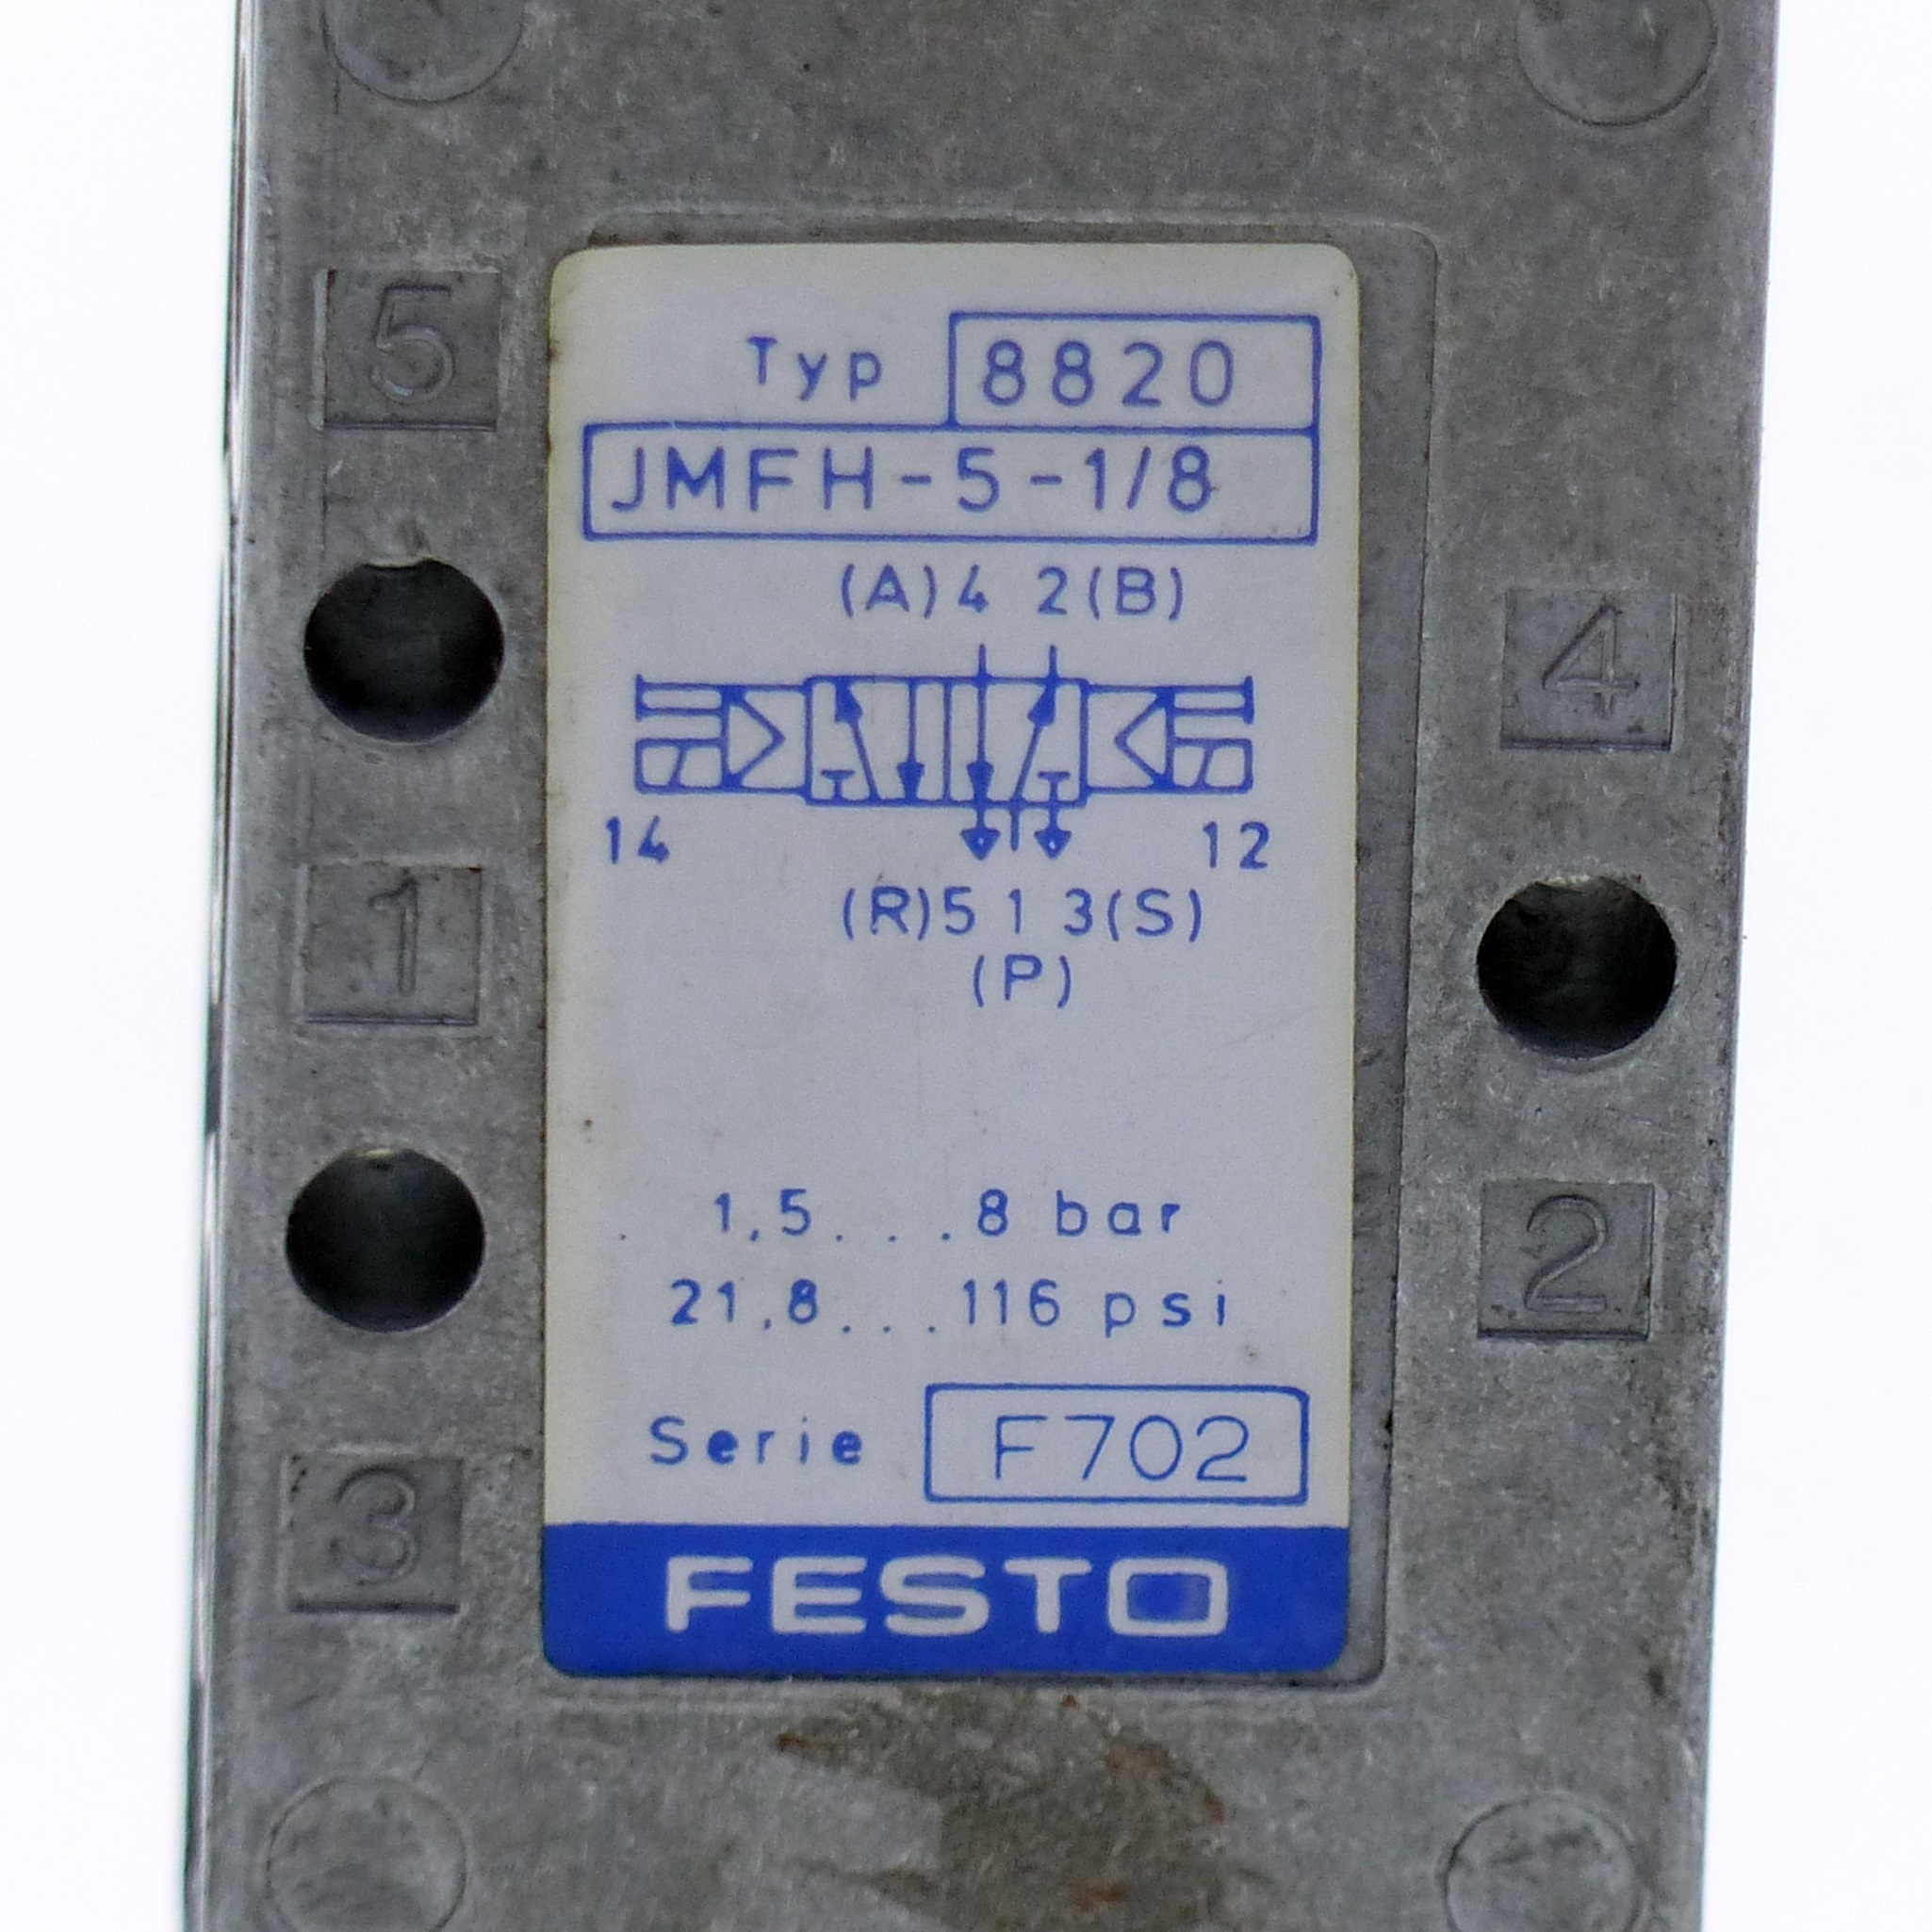 Typ 8820
JMFH-5-1/8
(A)4 2(B)
14 12
(R)5 1 3(S)
(P)
1,5...8 bar
21,8...116 psi
Serie F702
FESTO
5
1
3
4
2